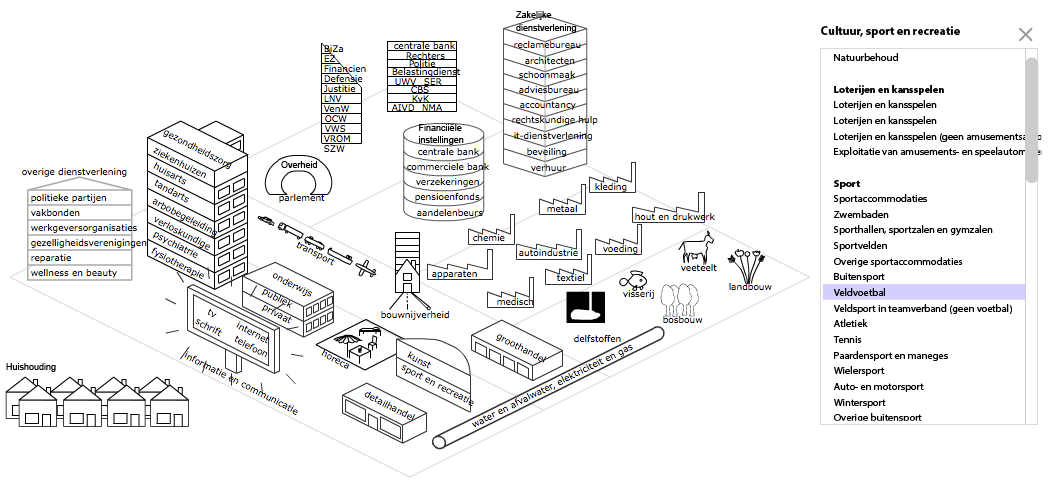 Zakelijke
dienstverlening
reclamebureau
architecten
schoonmaak
adviesbureau
accountancy
rechtskundige hulp
it-dienstverlening
beveiling
verhuur
BiZa
EZ
Financien
Defensie
Justitie
LNV
VenW
OCW
VWS
VROM
SZW
centrale bank
Rechters
Politie
Belastingdienst
UWV SER
CBS
KvK
AIVD NMA
Financiële
instellingen
centrale bank
commerciele bank
verzekeringen
pensioenfonds
aandelenbeurs
gezondheidszorg
ziekenhuizen
huisarts
tandarts
arbobegeleiding
verloskundige
psychiatrie
fysiotherapie
Overheid
parlement
overige dienstverlening
politieke partijen
vakbonden
werkgeversorganisaties
gezelligheidsverenigingen
reparatie
wellness en beauty
transport
kleding
metaal
hout en drukwerk
chemie
autoindustrie
voeding
apparaten
textiel
medisch
veeteelt
landbouw
visserij
bosbouw
delfstoffen
bouwnijverheid
onderwijs
publiek
privaat
tv
schrift
internet
telefoon
informatie en communicatie
horeca
kunst
sport en recreatie
groothandel
detailhandel
water en afvalwater, elektriciteit en gas
Huishouding
Cultuur, sport en recreatie
Natuurbehoud
Loterijen en kansspelen
Loterijen en kansspelen
Loterijen en kansspelen
Loterijen en kansspelen (geen amusementsa
Exploitatie van amusements- en speelautom
Sport
Sportaccommodaties
Zwembaden
Sporthallen, sportzalen en gymzalen
Sportvelden
Overige sportaccomodaties
Buitensport
Veldvoetbal
Veldsport in teamverband (geen voetbal)
Atletiek
Tennis
Paardensport en maneges
Wielersport
Auto- en motorsport
Wintersport
Overige buitensport